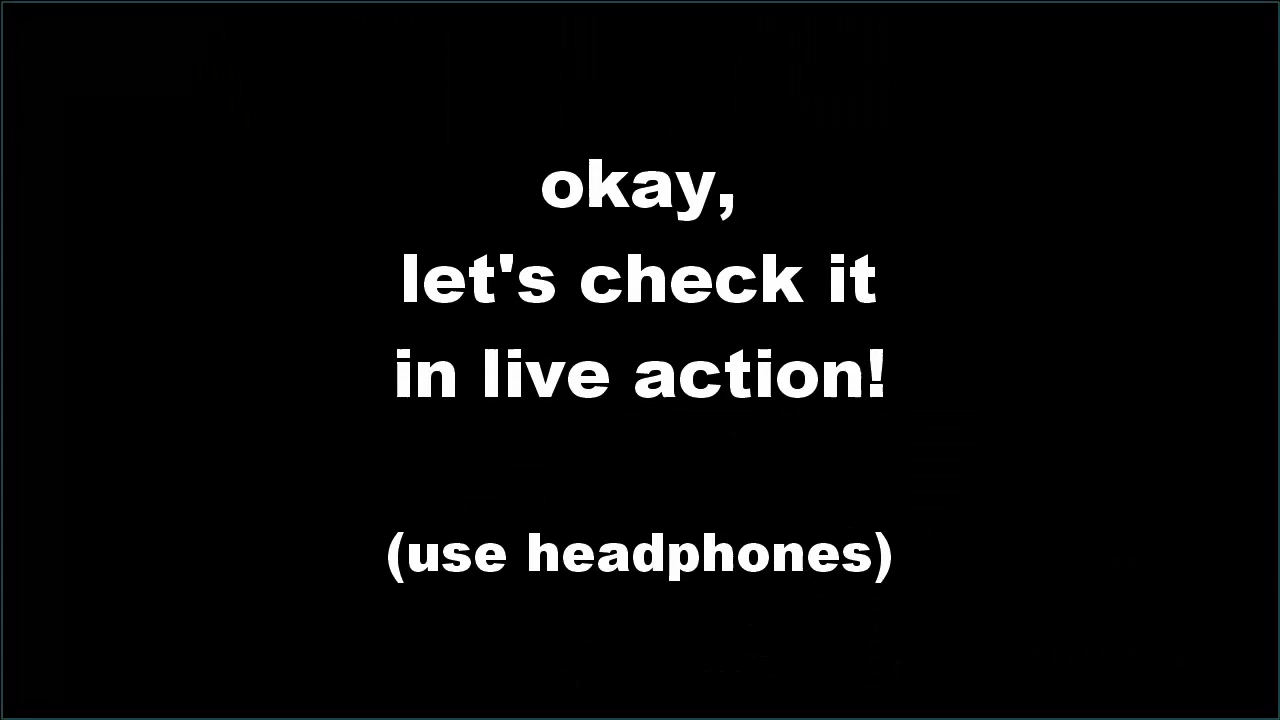 okay,
let's check it
in live action!
(use headphones)